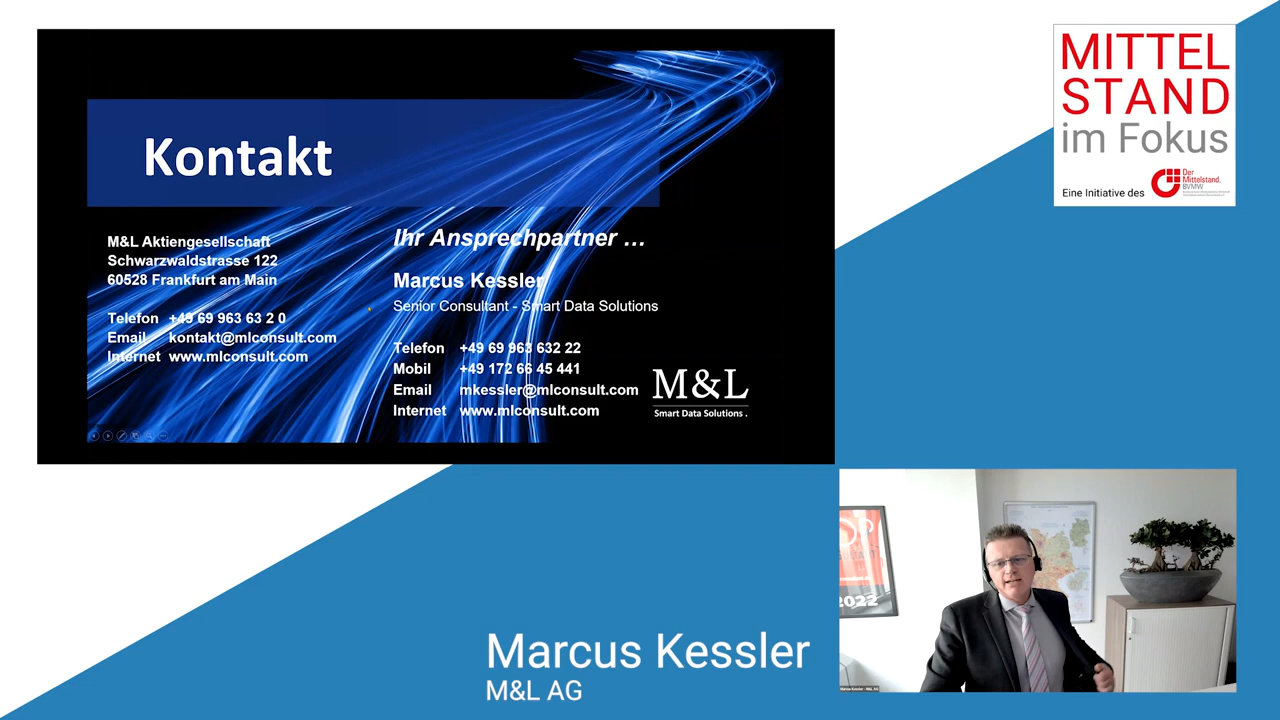 Kontakt
M&L Aktiengesellschaft
Schwarzwaldstrasse 122
60528 Frankfurt am Main
Telefon +49 69 963 63 2 0
Email kontakt@mlconsult.com
Internet www.mlconsult.com
Ihr Ansprechpartner ...
Marcus Kessler
Senior Consultant - Smart Data Solutions
Telefon +49 69 963 632 22
Mobil +49 172 66 45 441
Email mkessler@mlconsult.com
Internet www.mlconsult.com
M&L
Smart Data Solutions .
MITTEL
STAND
im Fokus
Eine Initiative des
Der
Mittelstand.
BVMW
2022
Marcus Kessler - M&L AG
Marcus Kessler
M&L AG